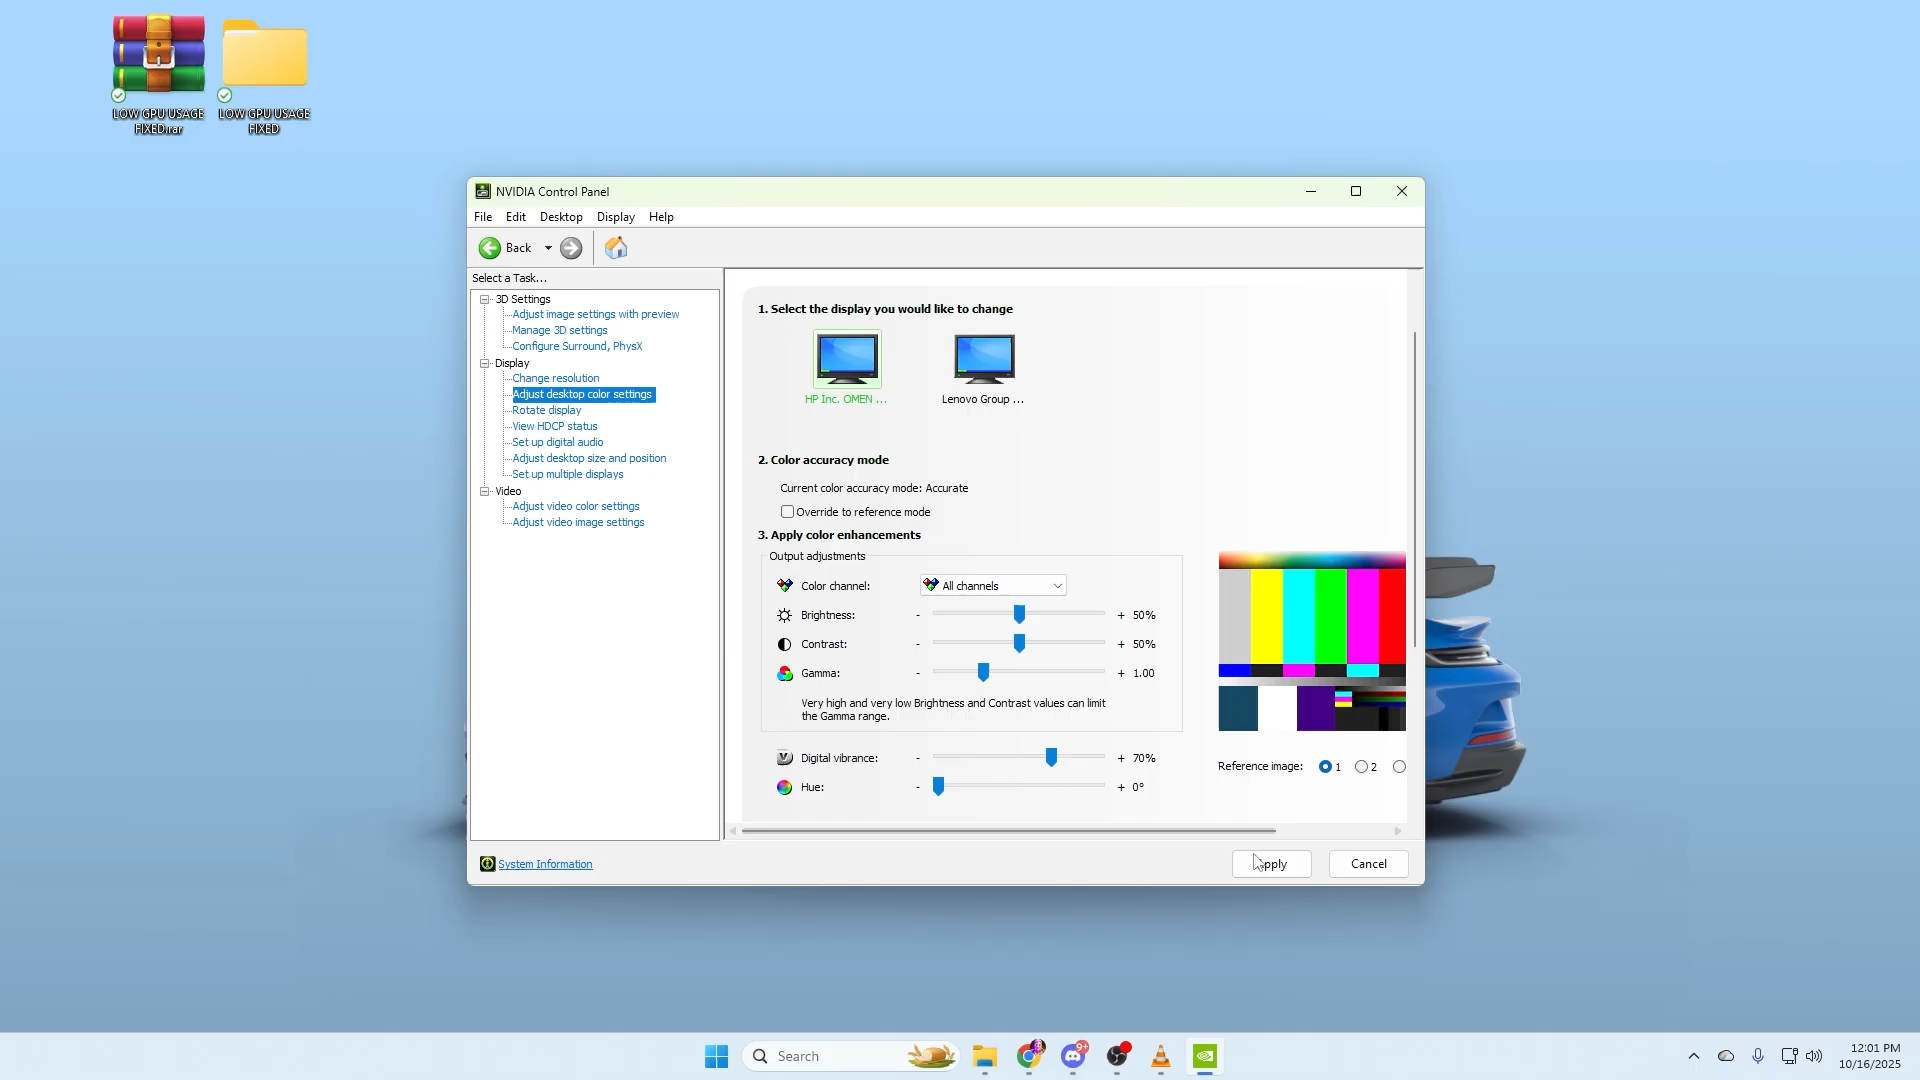 LOW GPU USAGE
FIXED.rar
LOW GPU USAGE
FIXED
NVIDIA Control Panel
File Edit Desktop Display Help
Back
Select a Task...
3D Settings
Adjust image settings with preview
Manage 3D settings
Configure Surround, PhysX
Display
Change resolution
Adjust desktop color settings
Rotate display
View HDCP status
Set up digital audio
Adjust desktop size and position
Set up multiple displays
Video
Adjust video color settings
Adjust video image settings
1. Select the display you would like to change
HP Inc. OMEN ...
Lenovo Group ...
2. Color accuracy mode
Current color accuracy mode: Accurate
Override to reference mode
3. Apply color enhancements
Output adjustments
Color channel: All channels
Brightness: - + 50%
Contrast: - + 50%
Gamma: - + 1.00
Very high and very low Brightness and Contrast values can limit
the Gamma range.
Digital vibrance: - + 70%
Hue: - + 0°
Reference image: 1 2
System Information
Apply
Cancel
Search
9+
12:01 PM
10/16/2025